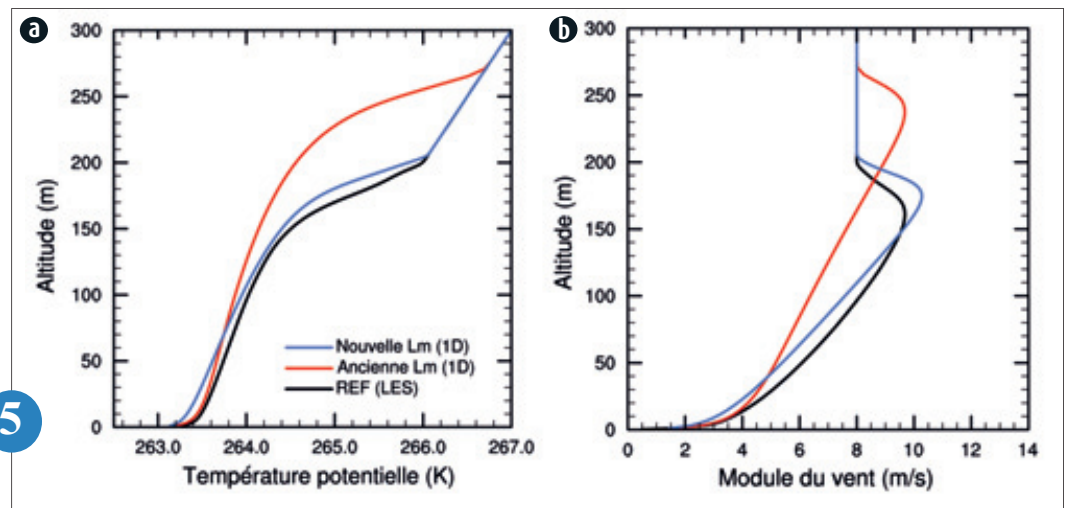 a
b
300
250
200
150
100
50
0
Altitude (m)
Nouvelle Lm (1D)
Ancienne Lm (1D)
REF (LES)
263.0 264.0 265.0 266.0 267.0
Température potentielle (K)
300
250
200
150
100
50
0
Altitude (m)
0 2 4 6 8 10 12 14
Module du vent (m/s)
5